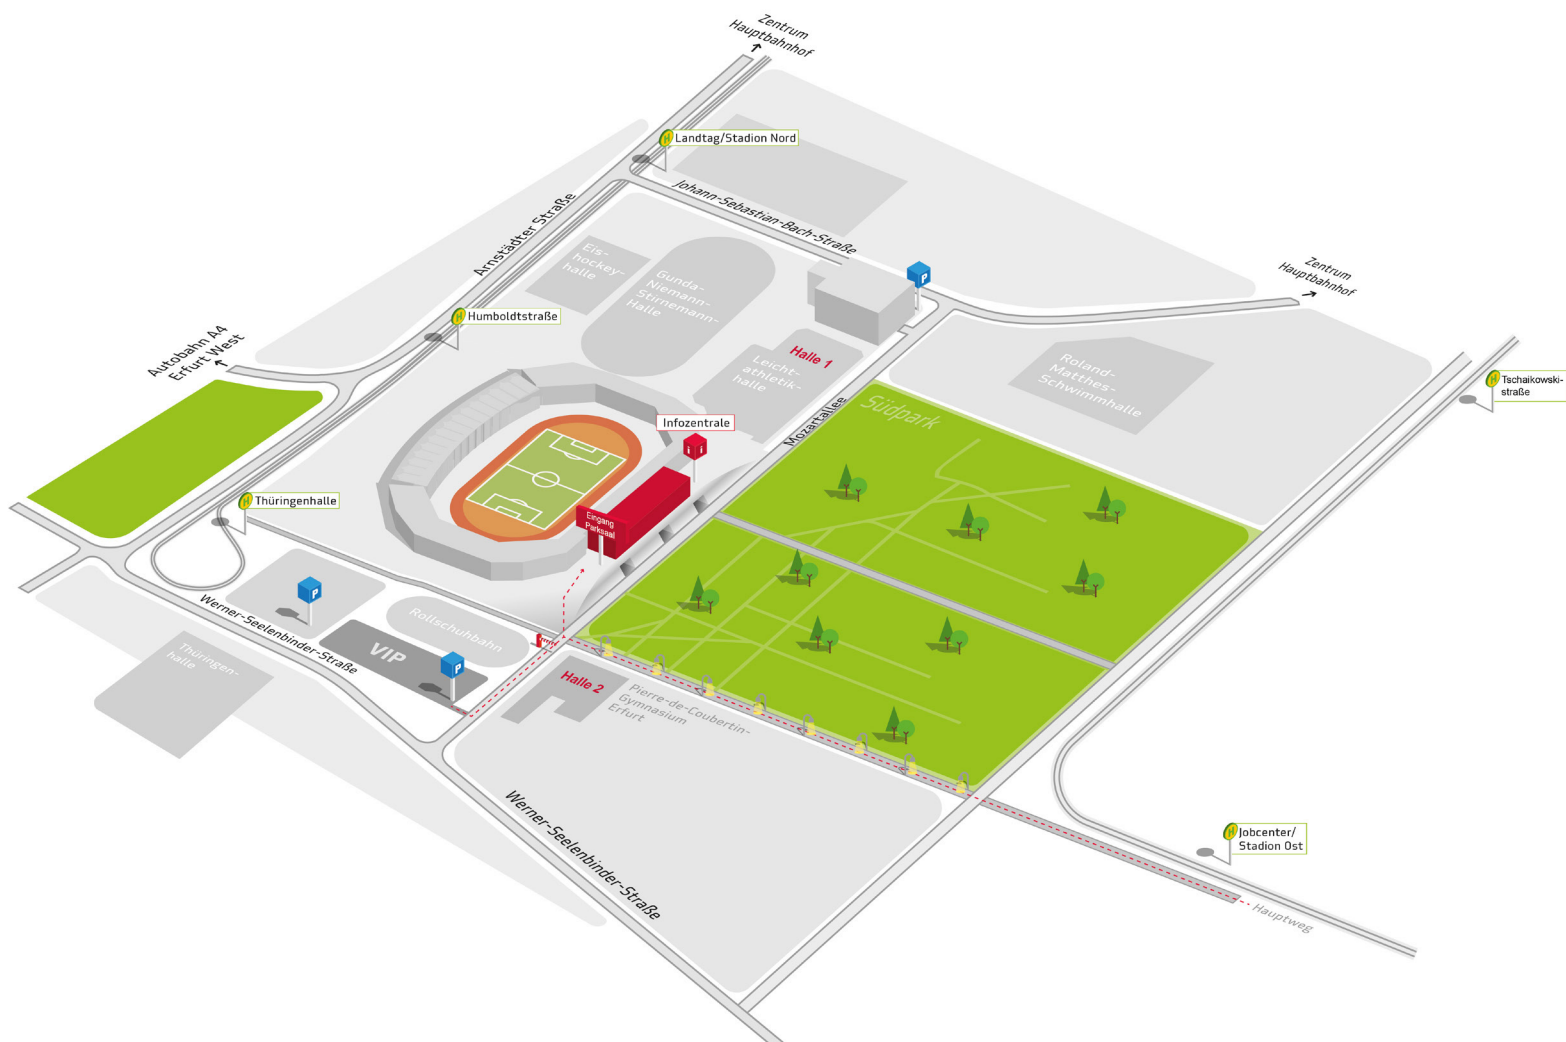 Zentrum
Hauptbahnhof
Landtag/Stadion Nord
Johann-Sebastian-Bach-Straße
Arnstädter Straße
Eis-
hockey-
halle
Gunda-
Niemann-
Stirnemann-
Halle
P
Zentrum
Hauptbahnhof
Humboldtstraße
Autobahn A4
Erfurt West
Halle 1
Leicht-
athletik-
halle
Roland-
Matthes-
Schwimmhalle
Tschaikowski-
straße
Mozartallee
Südpark
Infozentrale
Thüringenhalle
Eingang
Parksaal
P
Werner-Seelenbinder-Straße
Rollschuhbahn
VIP
P
Thüringen-
halle
Halle 2
Pierre-de-Coubertin-
Gymnasium
Erfurt
Werner-Seelenbinder-Straße
Jobcenter/
Stadion Ost
Hauptweg